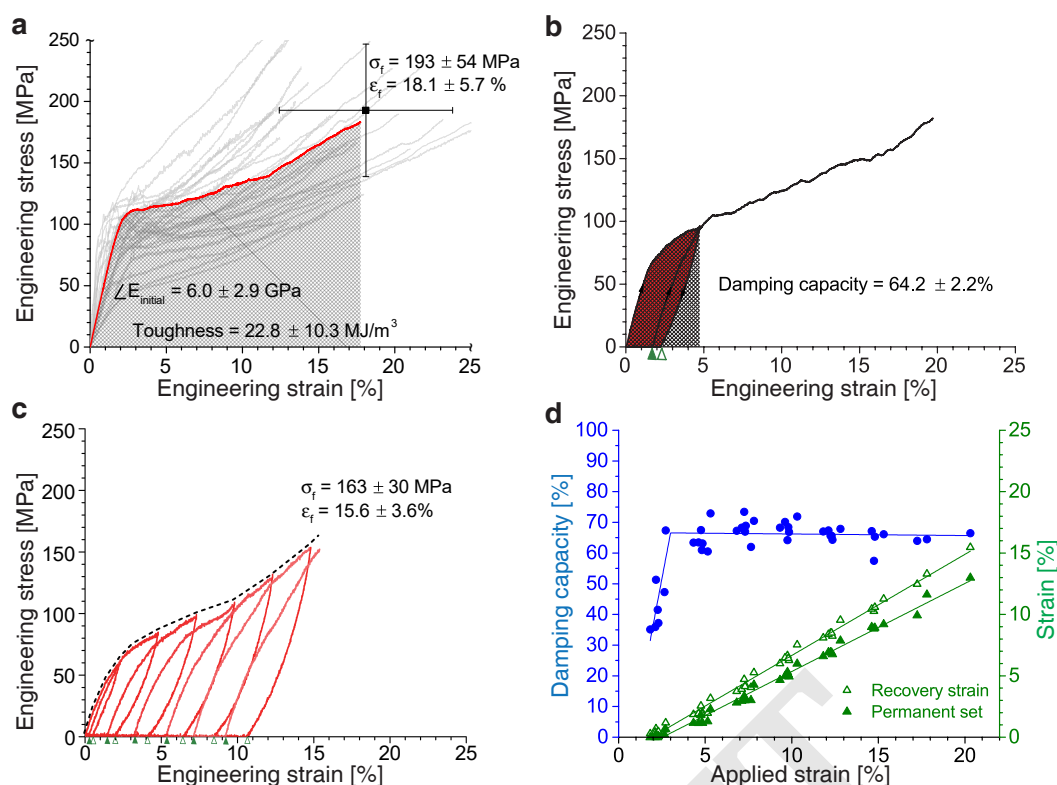 a
250
200
150
100
50
0
Engineering stress [MPa]
σf = 193 ± 54 MPa
εf = 18.1 ± 5.7 %
∠Einitial = 6.0 ± 2.9 GPa
Toughness = 22.8 ± 10.3 MJ/m³
0 5 10 15 20 25
Engineering strain [%]
b
250
200
150
100
50
0
Engineering stress [MPa]
Damping capacity = 64.2 ± 2.2%
0 5 10 15 20 25
Engineering strain [%]
c
250
200
150
100
50
0
Engineering stress [MPa]
σf = 163 ± 30 MPa
εf = 15.6 ± 3.6%
0 5 10 15 20 25
Engineering strain [%]
d
100
90
80
70
60
50
40
30
20
10
0
Damping capacity [%]
25
20
15
10
5
0
Strain [%]
Recovery strain
Permanent set
0 5 10 15 20
Applied strain [%]